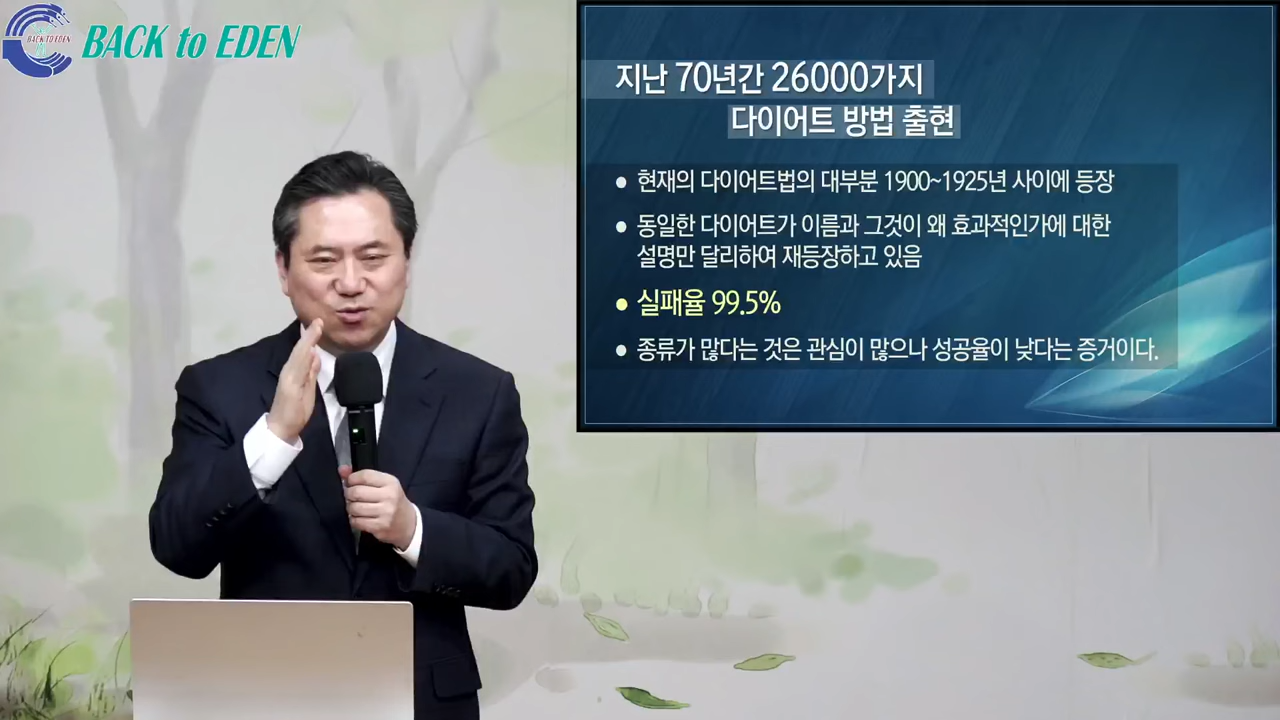 BACK TO EDEN
BACK to EDEN
지난 70년간 26000가지
다이어트 방법 출현
• 현재의 다이어트법의 대부분 1900~1925년 사이에 등장
• 동일한 다이어트가 이름과 그것이 왜 효과적인가에 대한
설명만 달리하여 재등장하고 있음
• 실패율 99.5%
• 종류가 많다는 것은 관심이 많으나 성공율이 낮다는 증거이다.